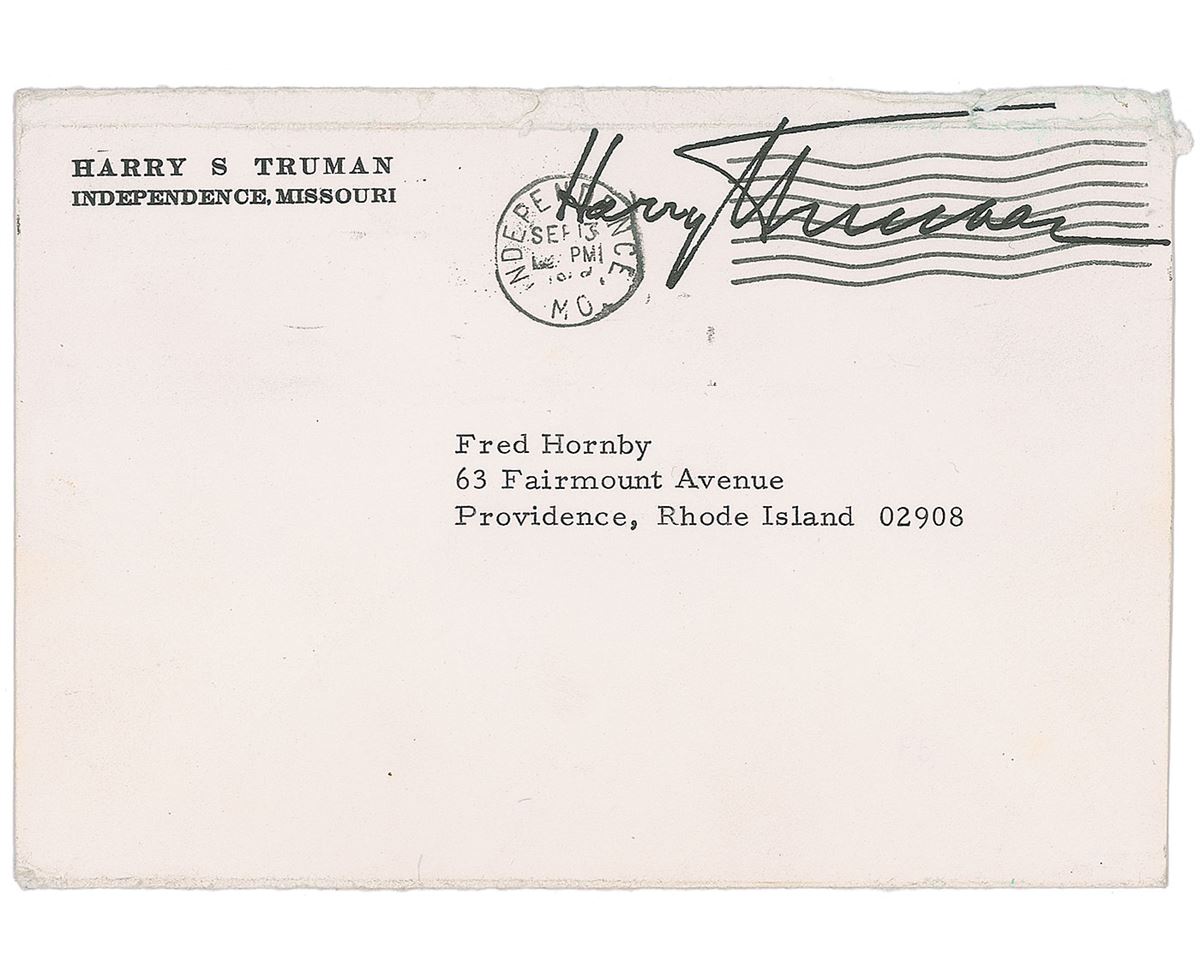 HARRY S TRUMAN
INDEPENDENCE, MISSOURI
Harry Truman
INDEPENDENCE
SEP 13
PM
MO.
Fred Hornby
63 Fairmount Avenue
Providence, Rhode Island 02908